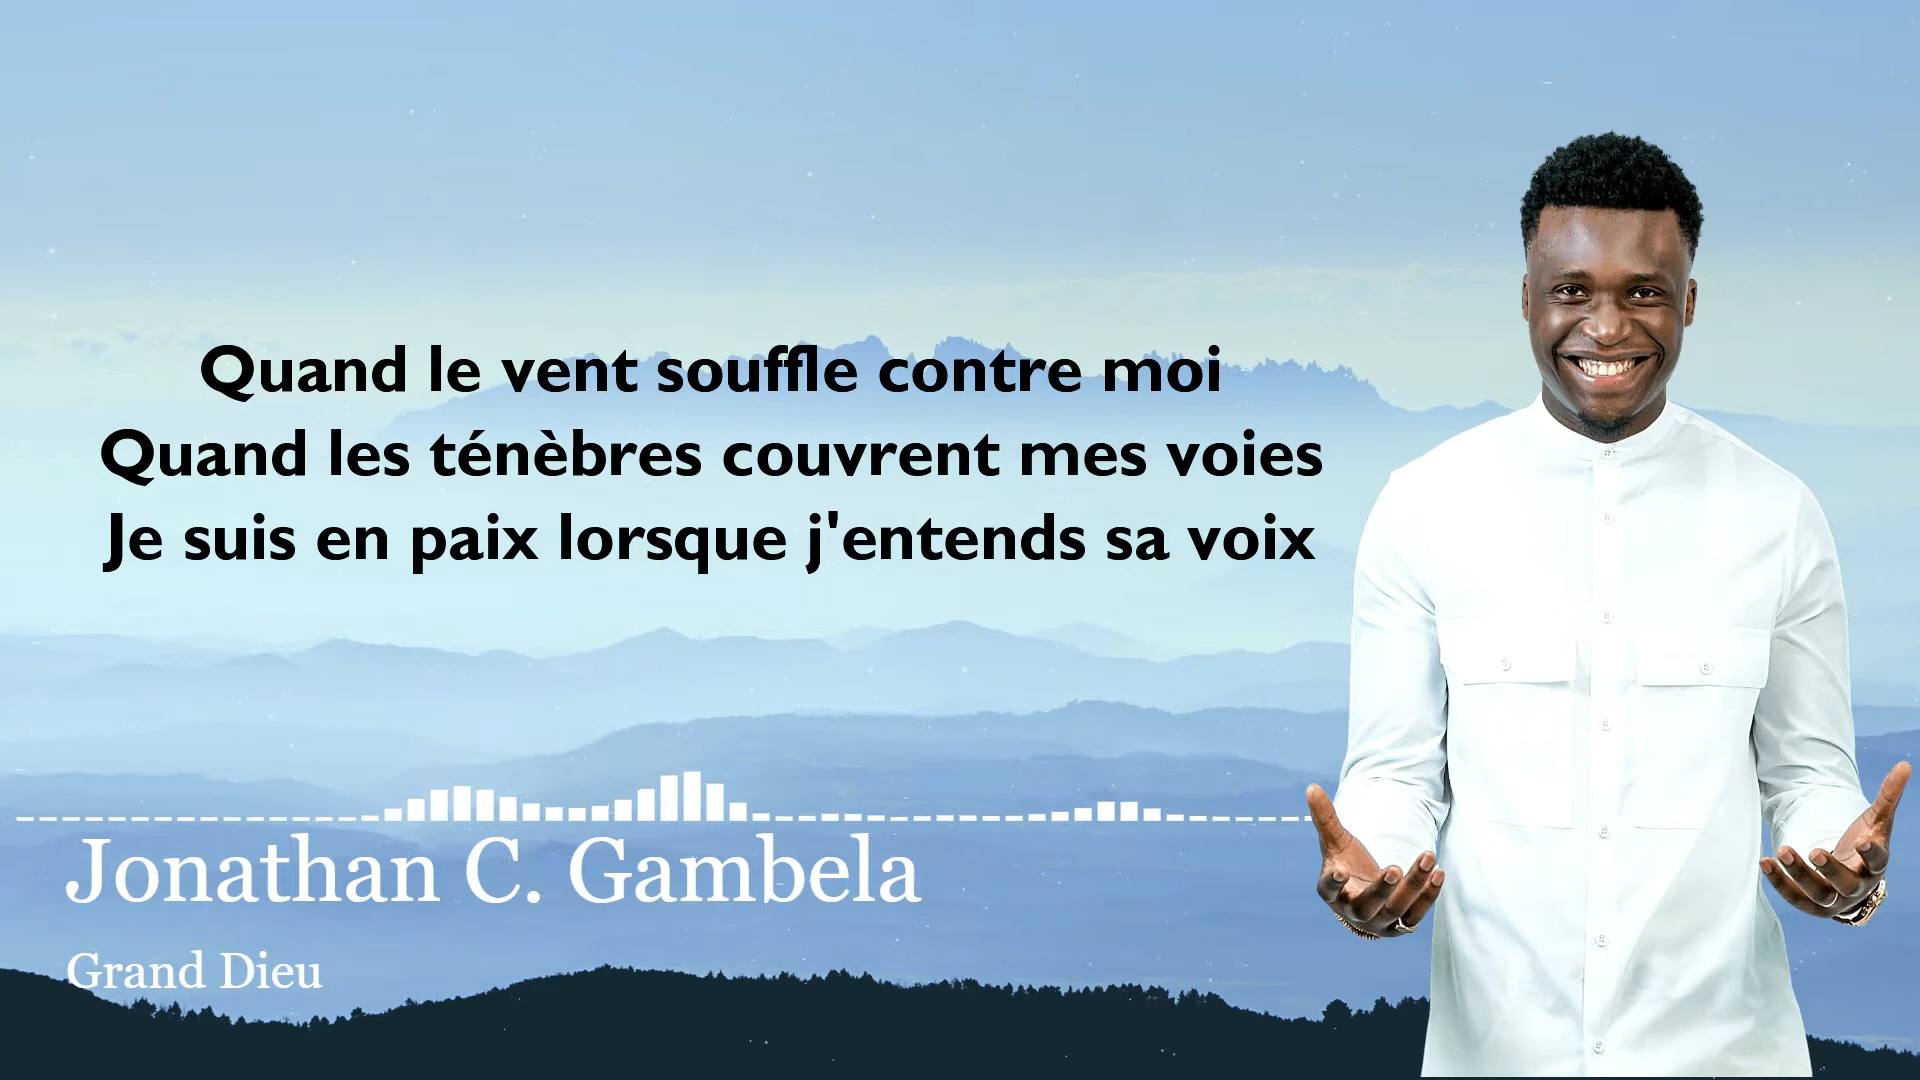 Quand le vent souffle contre moi
Quand les ténèbres couvrent mes voies
Je suis en paix lorsque j'entends sa voix
Jonathan C. Gambela
Grand Dieu